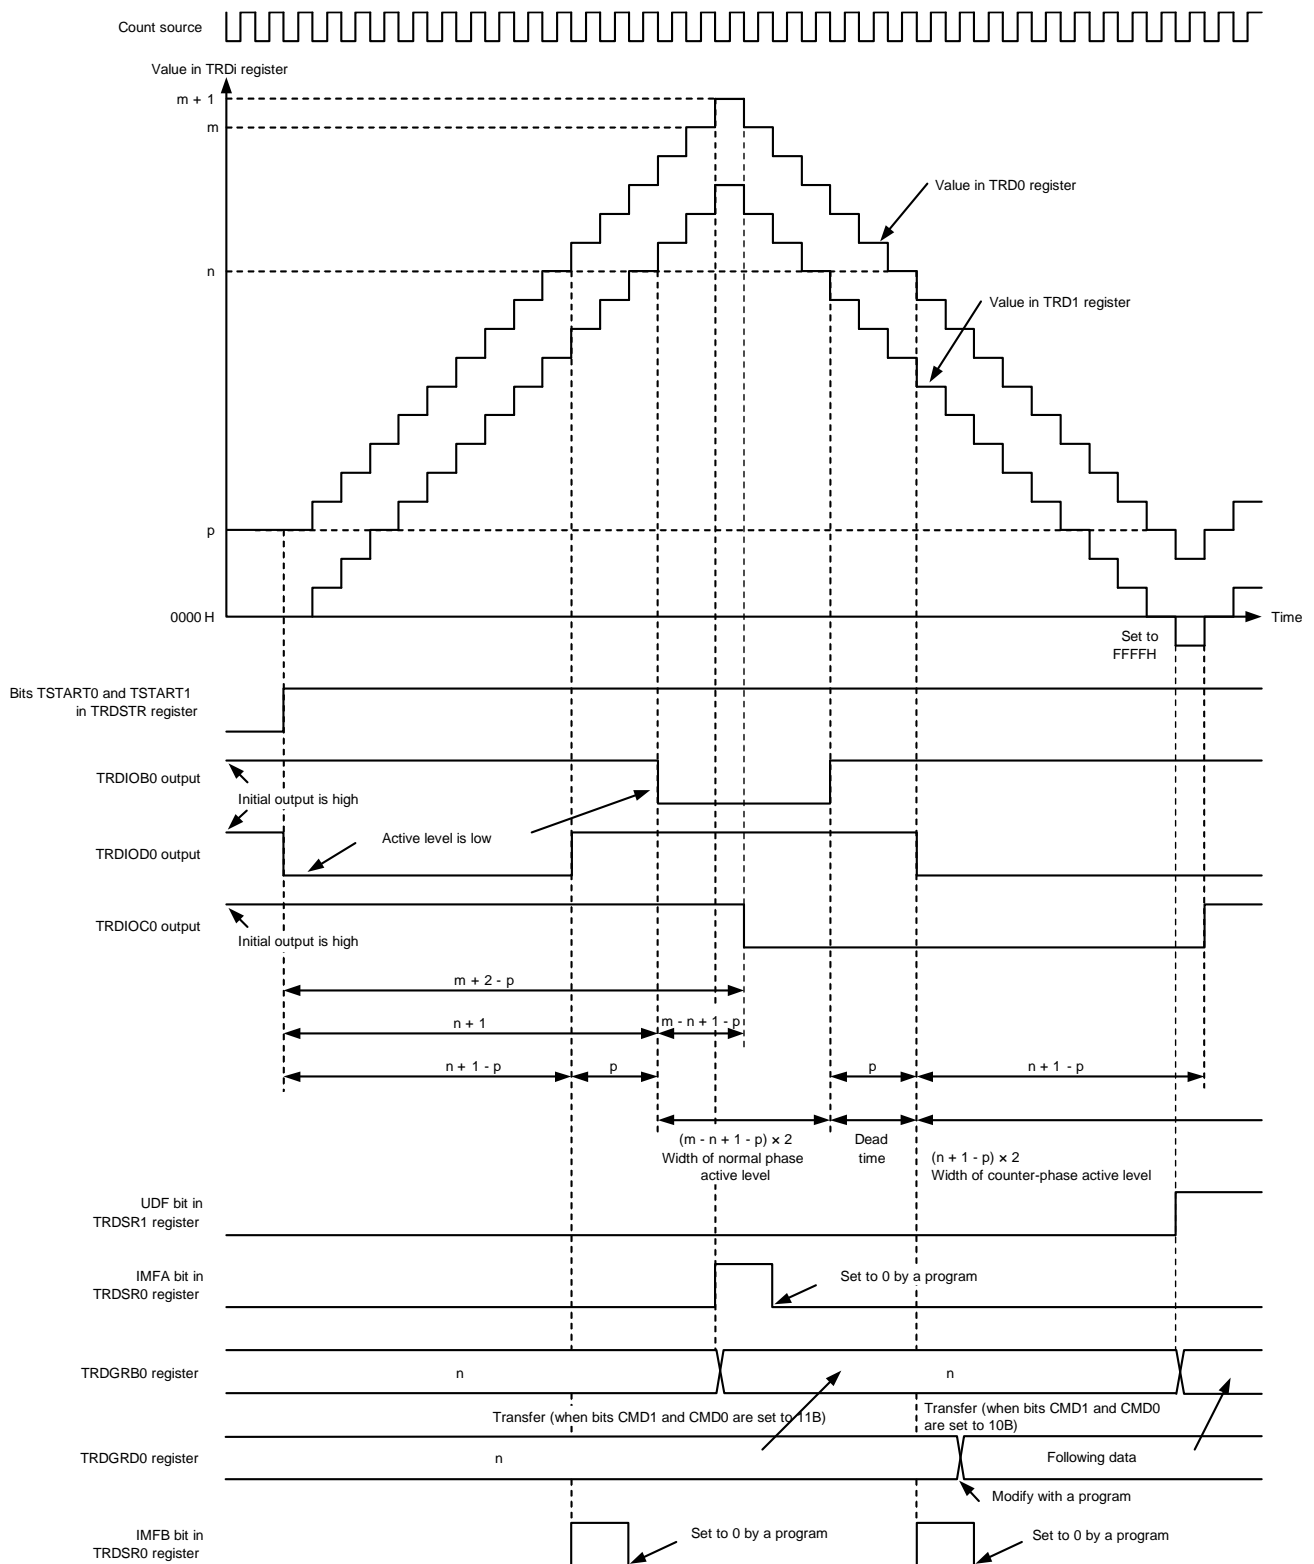 Count source
Value in TRDi register
m + 1
m
Value in TRD0 register
n
Value in TRD1 register
p
0000 H
Time
Set to
FFFFH
Bits TSTART0 and TSTART1
in TRDSTR register
TRDIOB0 output
Initial output is high
Active level is low
TRDIOD0 output
TRDIOC0 output
Initial output is high
m + 2 - p
n + 1
m - n + 1 - p
n + 1 - p
p
p
n + 1 - p
(m - n + 1 - p) × 2
Width of normal phase
active level
Dead
time
(n + 1 - p) × 2
Width of counter-phase active level
UDF bit in
TRDSR1 register
IMFA bit in
TRDSR0 register
Set to 0 by a program
TRDGRB0 register
n
n
Transfer (when bits CMD1 and CMD0 are set to 11B)
Transfer (when bits CMD1 and CMD0
are set to 10B)
TRDGRD0 register
n
Following data
Modify with a program
IMFB bit in
TRDSR0 register
Set to 0 by a program
Set to 0 by a program